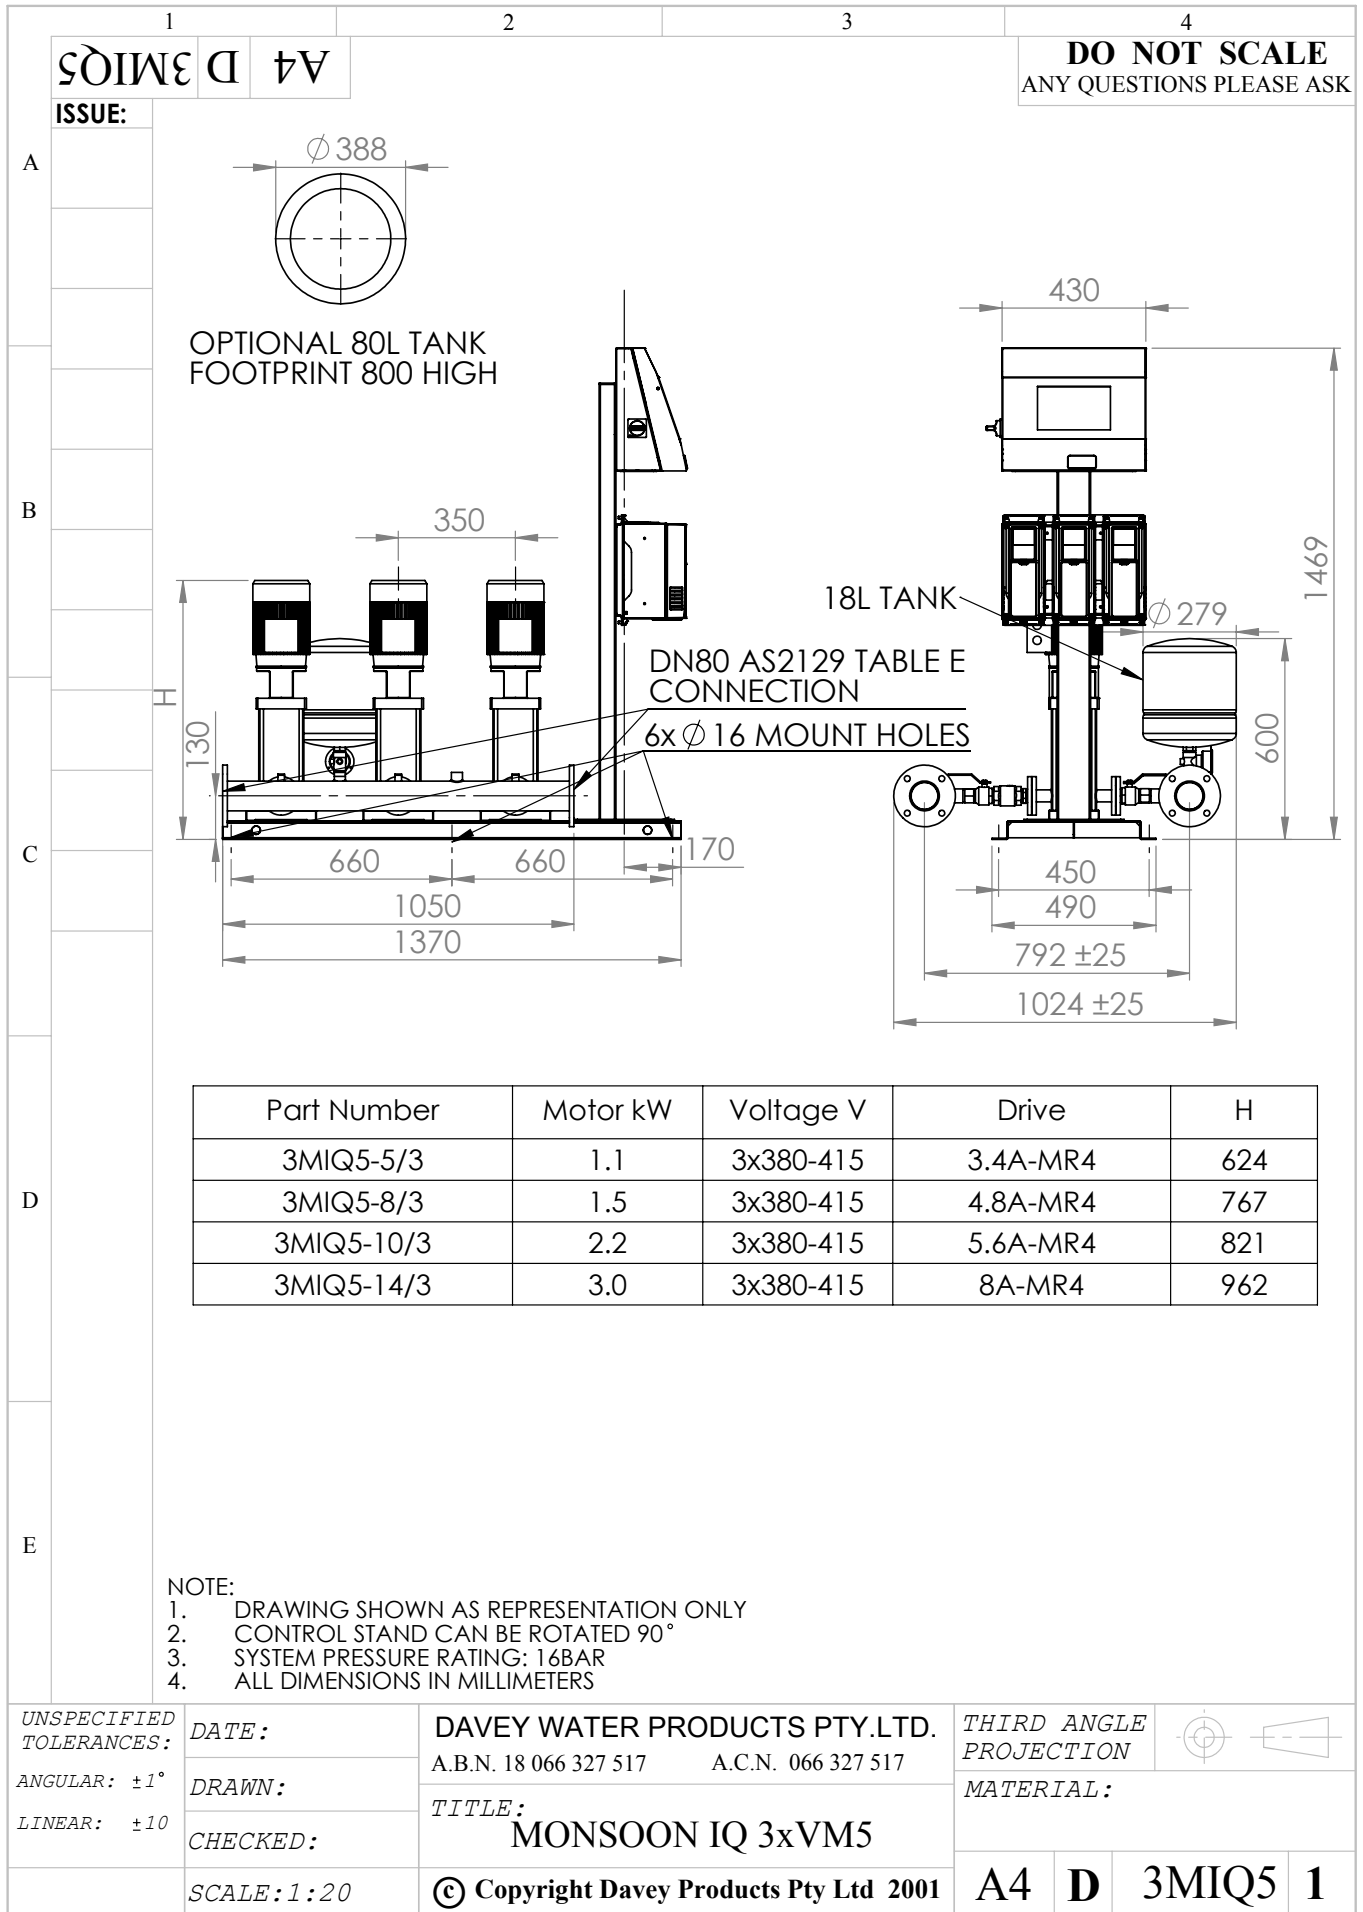 1 2 3 4
3MIQ5 D A4
DO NOT SCALE
ANY QUESTIONS PLEASE ASK
ISSUE:
A
B
C
D
E
Ø 388
OPTIONAL 80L TANK
FOOTPRINT 800 HIGH
430
350
1469
18L TANK
Ø 279
H
130
DN80 AS2129 TABLE E
CONNECTION
6x Ø 16 MOUNT HOLES
600
660 660 170
1050
1370
450
490
792 ±25
1024 ±25
Part Number Motor kW Voltage V Drive H
3MIQ5-5/3 1.1 3x380-415 3.4A-MR4 624
3MIQ5-8/3 1.5 3x380-415 4.8A-MR4 767
3MIQ5-10/3 2.2 3x380-415 5.6A-MR4 821
3MIQ5-14/3 3.0 3x380-415 8A-MR4 962
NOTE:
1. DRAWING SHOWN AS REPRESENTATION ONLY
2. CONTROL STAND CAN BE ROTATED 90°
3. SYSTEM PRESSURE RATING: 16BAR
4. ALL DIMENSIONS IN MILLIMETERS
UNSPECIFIED
TOLERANCES:
ANGULAR: ±1°
LINEAR: ±10
DATE:
DRAWN:
CHECKED:
SCALE:1:20
DAVEY WATER PRODUCTS PTY.LTD.
A.B.N. 18 066 327 517 A.C.N. 066 327 517
TITLE:
MONSOON IQ 3xVM5
© Copyright Davey Products Pty Ltd 2001
THIRD ANGLE
PROJECTION
MATERIAL:
A4 D 3MIQ5 1